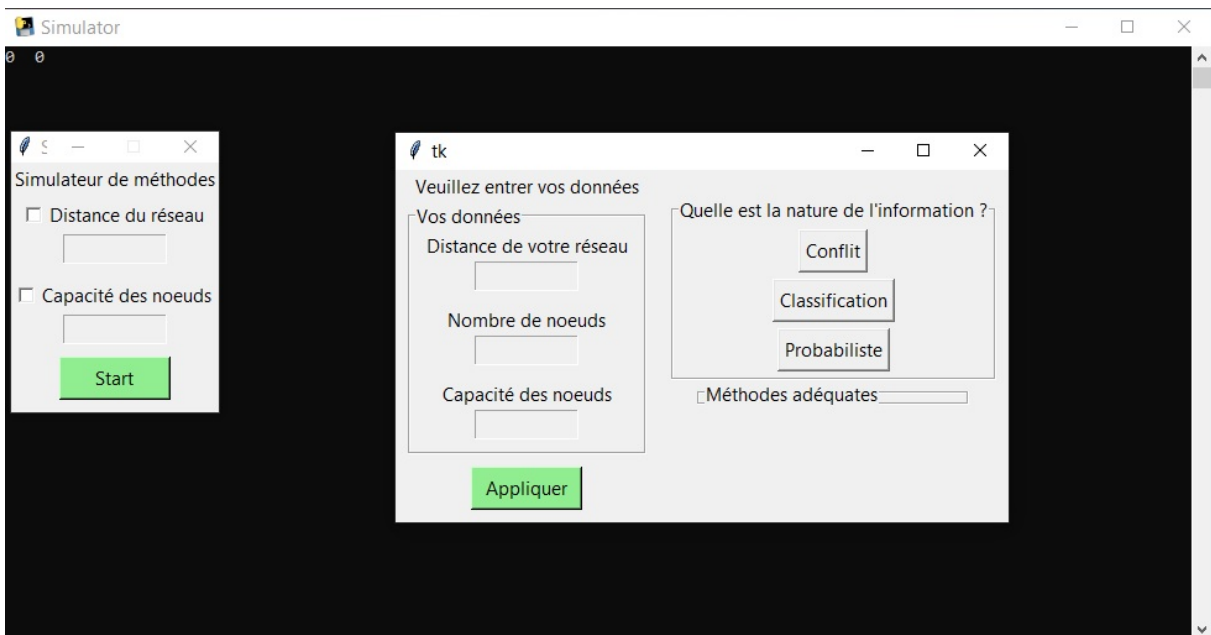 Simulator
0 0
S
Simulateur de méthodes
Distance du réseau
Capacité des noeuds
Start
tk
Veuillez entrer vos données
Vos données
Distance de votre réseau
Nombre de noeuds
Capacité des noeuds
Appliquer
Quelle est la nature de l'information ?
Conflit
Classification
Probabiliste
Méthodes adéquates